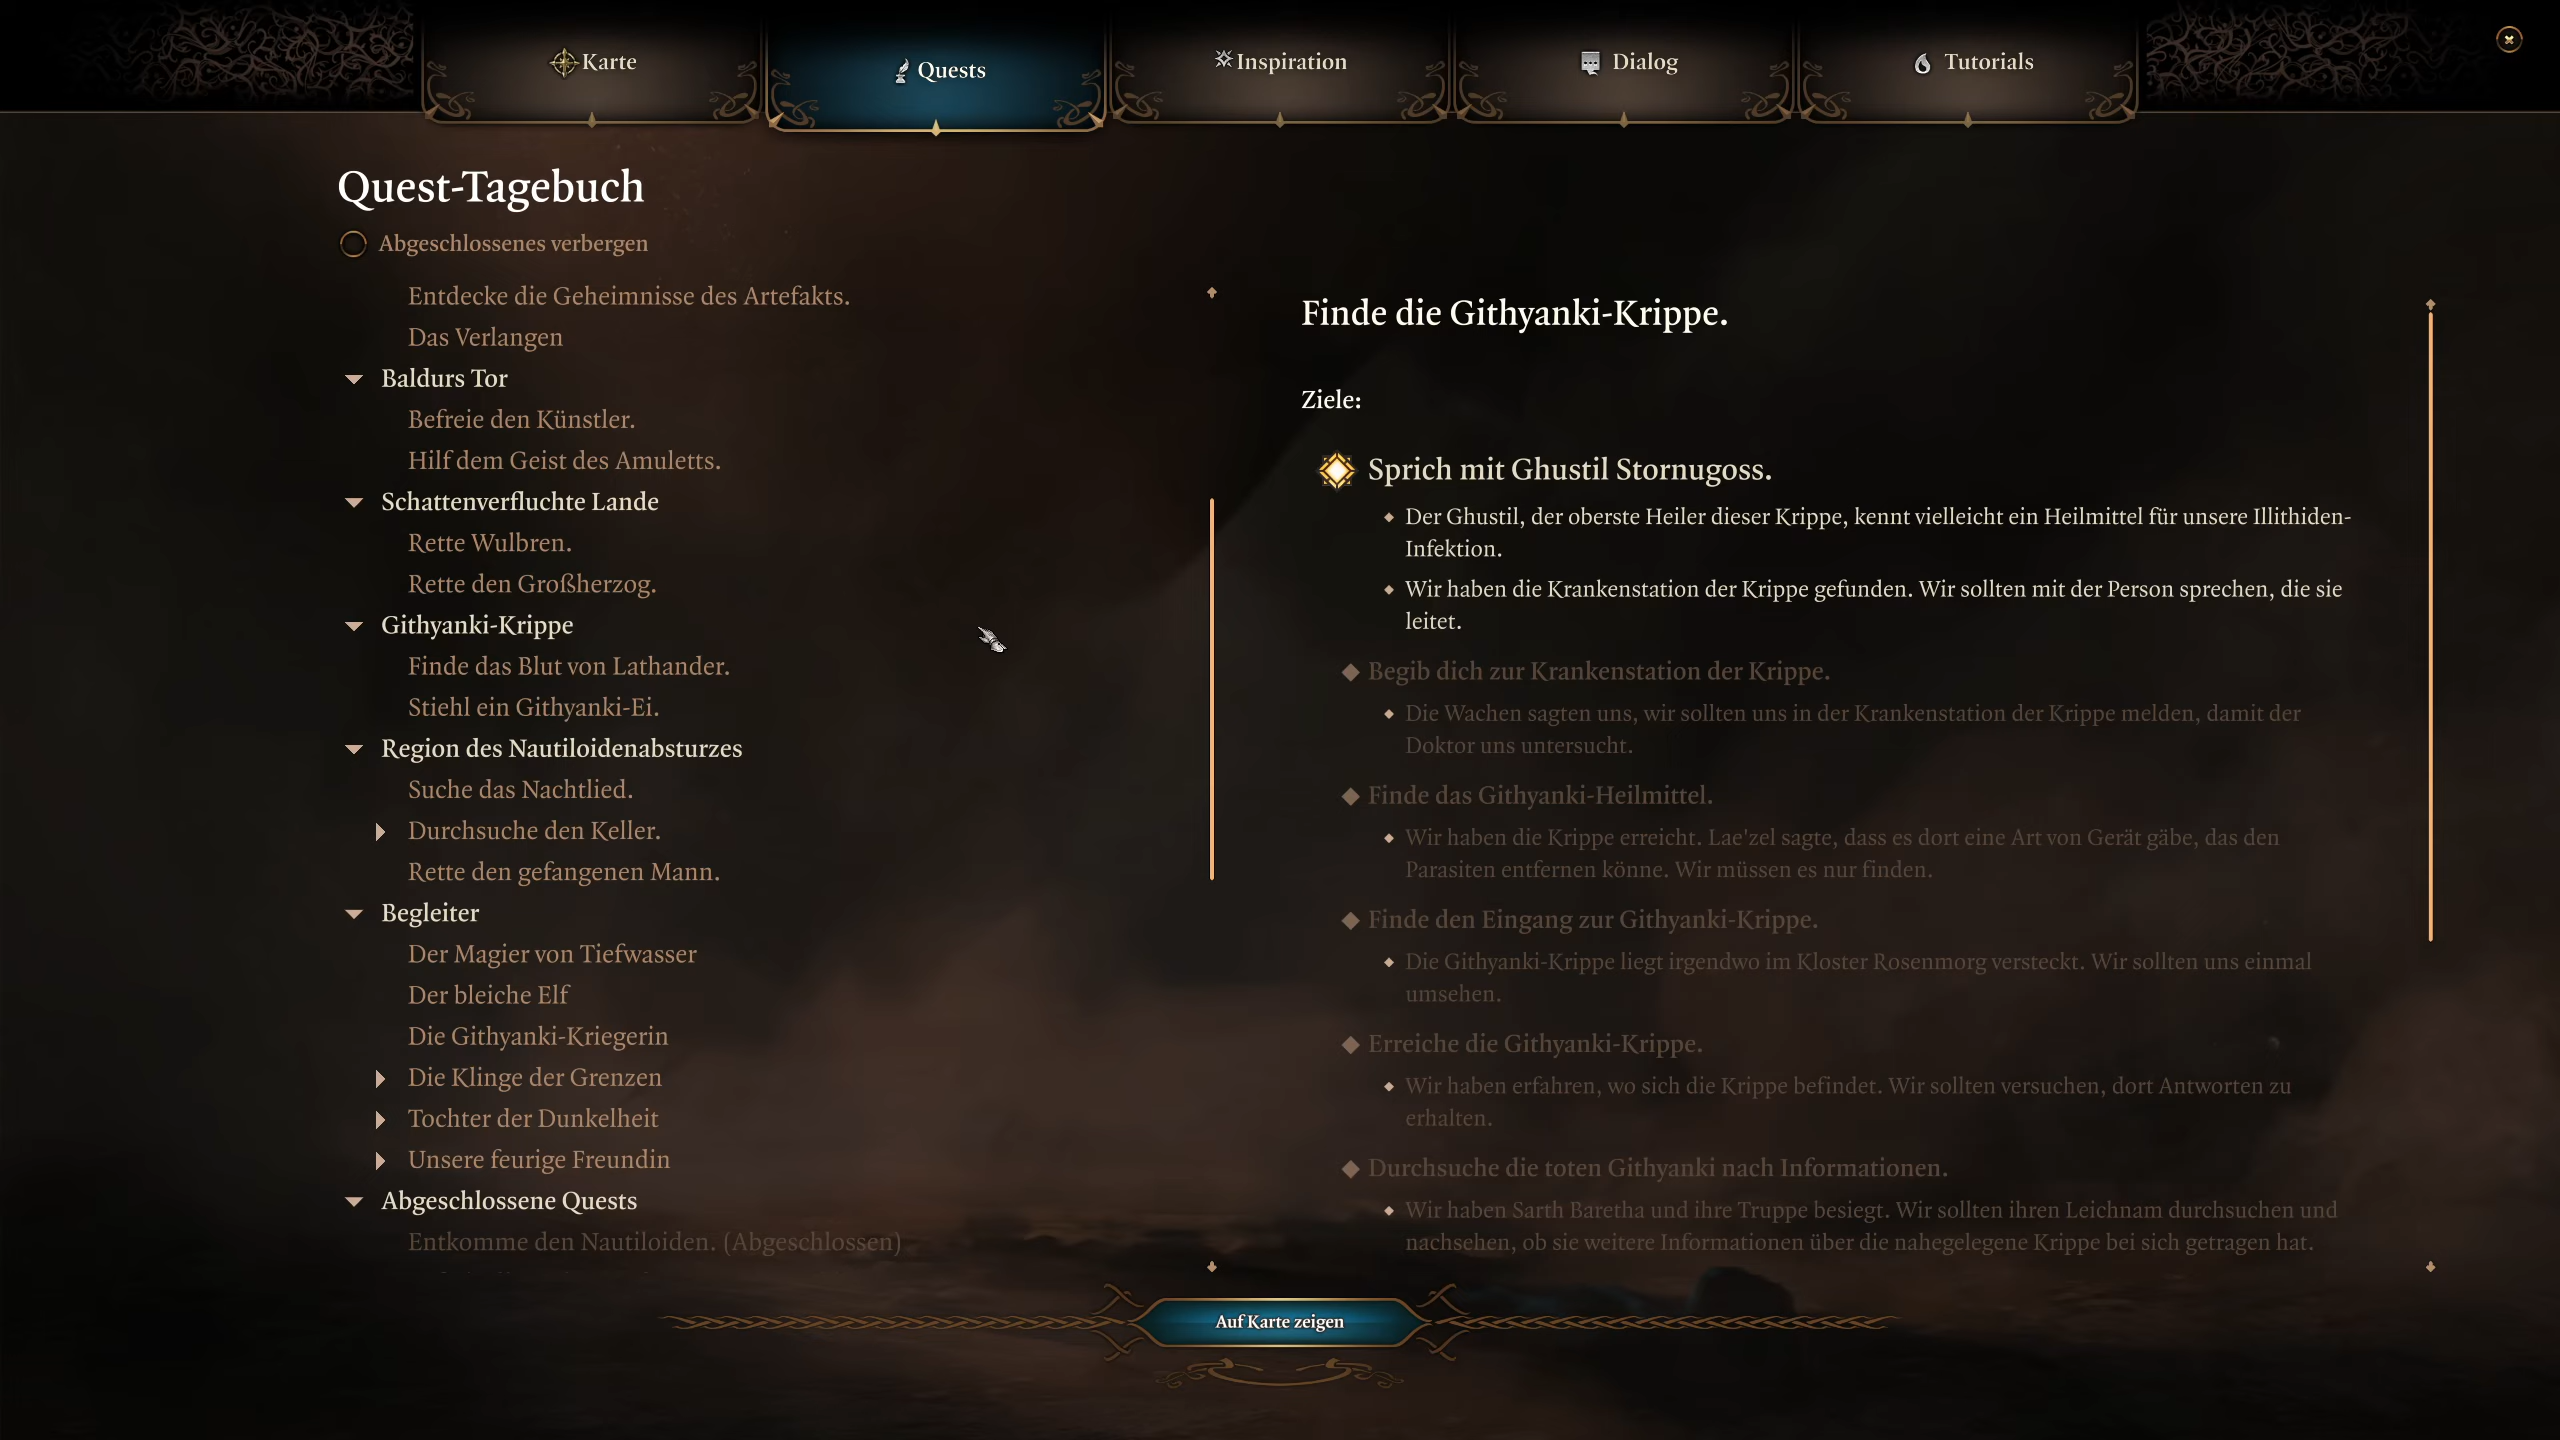 Karte
Quests
Inspiration
Dialog
Tutorials
Quest-Tagebuch
Abgeschlossenes verbergen
Entdecke die Geheimnisse des Artefakts.
Das Verlangen
Baldurs Tor
Befreie den Künstler.
Hilf dem Geist des Amuletts.
Schattenverfluchte Lande
Rette Wulbren.
Rette den Großherzog.
Githyanki-Krippe
Finde das Blut von Lathander.
Stiehl ein Githyanki-Ei.
Region des Nautiloidenabsturzes
Suche das Nachtlied.
Durchsuche den Keller.
Rette den gefangenen Mann.
Begleiter
Der Magier von Tiefwasser
Der bleiche Elf
Die Githyanki-Kriegerin
Die Klinge der Grenzen
Tochter der Dunkelheit
Unsere feurige Freundin
Abgeschlossene Quests
Entkomme den Nautiloiden. (Abgeschlossen)
Finde die Githyanki-Krippe.
Ziele:
Sprich mit Ghustil Stornugoss.
Der Ghustil, der oberste Heiler dieser Krippe, kennt vielleicht ein Heilmittel für unsere Illithiden-
Infektion.
Wir haben die Krankenstation der Krippe gefunden. Wir sollten mit der Person sprechen, die sie
leitet.
Begib dich zur Krankenstation der Krippe.
Die Wachen sagten uns, wir sollten uns in der Krankenstation der Krippe melden, damit der
Doktor uns untersucht.
Finde das Githyanki-Heilmittel.
Wir haben die Krippe erreicht. Lae'zel sagte, dass es dort eine Art von Gerät gäbe, das den
Parasiten entfernen könne. Wir müssen es nur finden.
Finde den Eingang zur Githyanki-Krippe.
Die Githyanki-Krippe liegt irgendwo im Kloster Rosenmorg versteckt. Wir sollten uns einmal
umsehen.
Erreiche die Githyanki-Krippe.
Wir haben erfahren, wo sich die Krippe befindet. Wir sollten versuchen, dort Antworten zu
erhalten.
Durchsuche die toten Githyanki nach Informationen.
Wir haben Sarth Baretha und ihre Truppe besiegt. Wir sollten ihren Leichnam durchsuchen und
nachsehen, ob sie weitere Informationen über die nahegelegene Krippe bei sich getragen hat.
Auf Karte zeigen